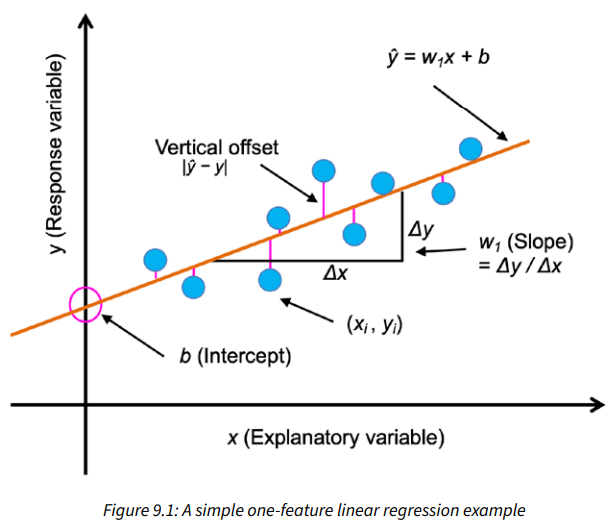 ŷ = w₁x + b
y (Response variable)
Vertical offset
|ŷ − y|
Δy
Δx
w₁ (Slope)
= Δy / Δx
(xᵢ , yᵢ)
b (Intercept)
x (Explanatory variable)
Figure 9.1: A simple one-feature linear regression example